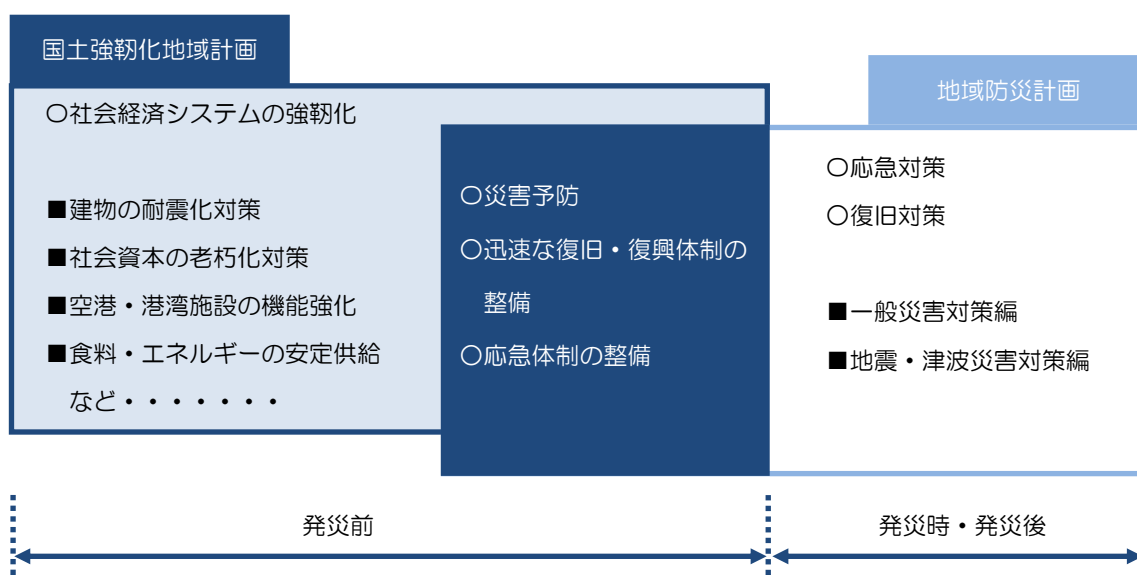 国土強靭化地域計画
〇社会経済システムの強靭化
■建物の耐震化対策
■社会資本の老朽化対策
■空港・港湾施設の機能強化
■食料・エネルギーの安定供給
など・・・・・・・
〇災害予防
〇迅速な復旧・復興体制の
整備
〇応急体制の整備
地域防災計画
〇応急対策
〇復旧対策
■一般災害対策編
■地震・津波災害対策編
発災前
発災時・発災後